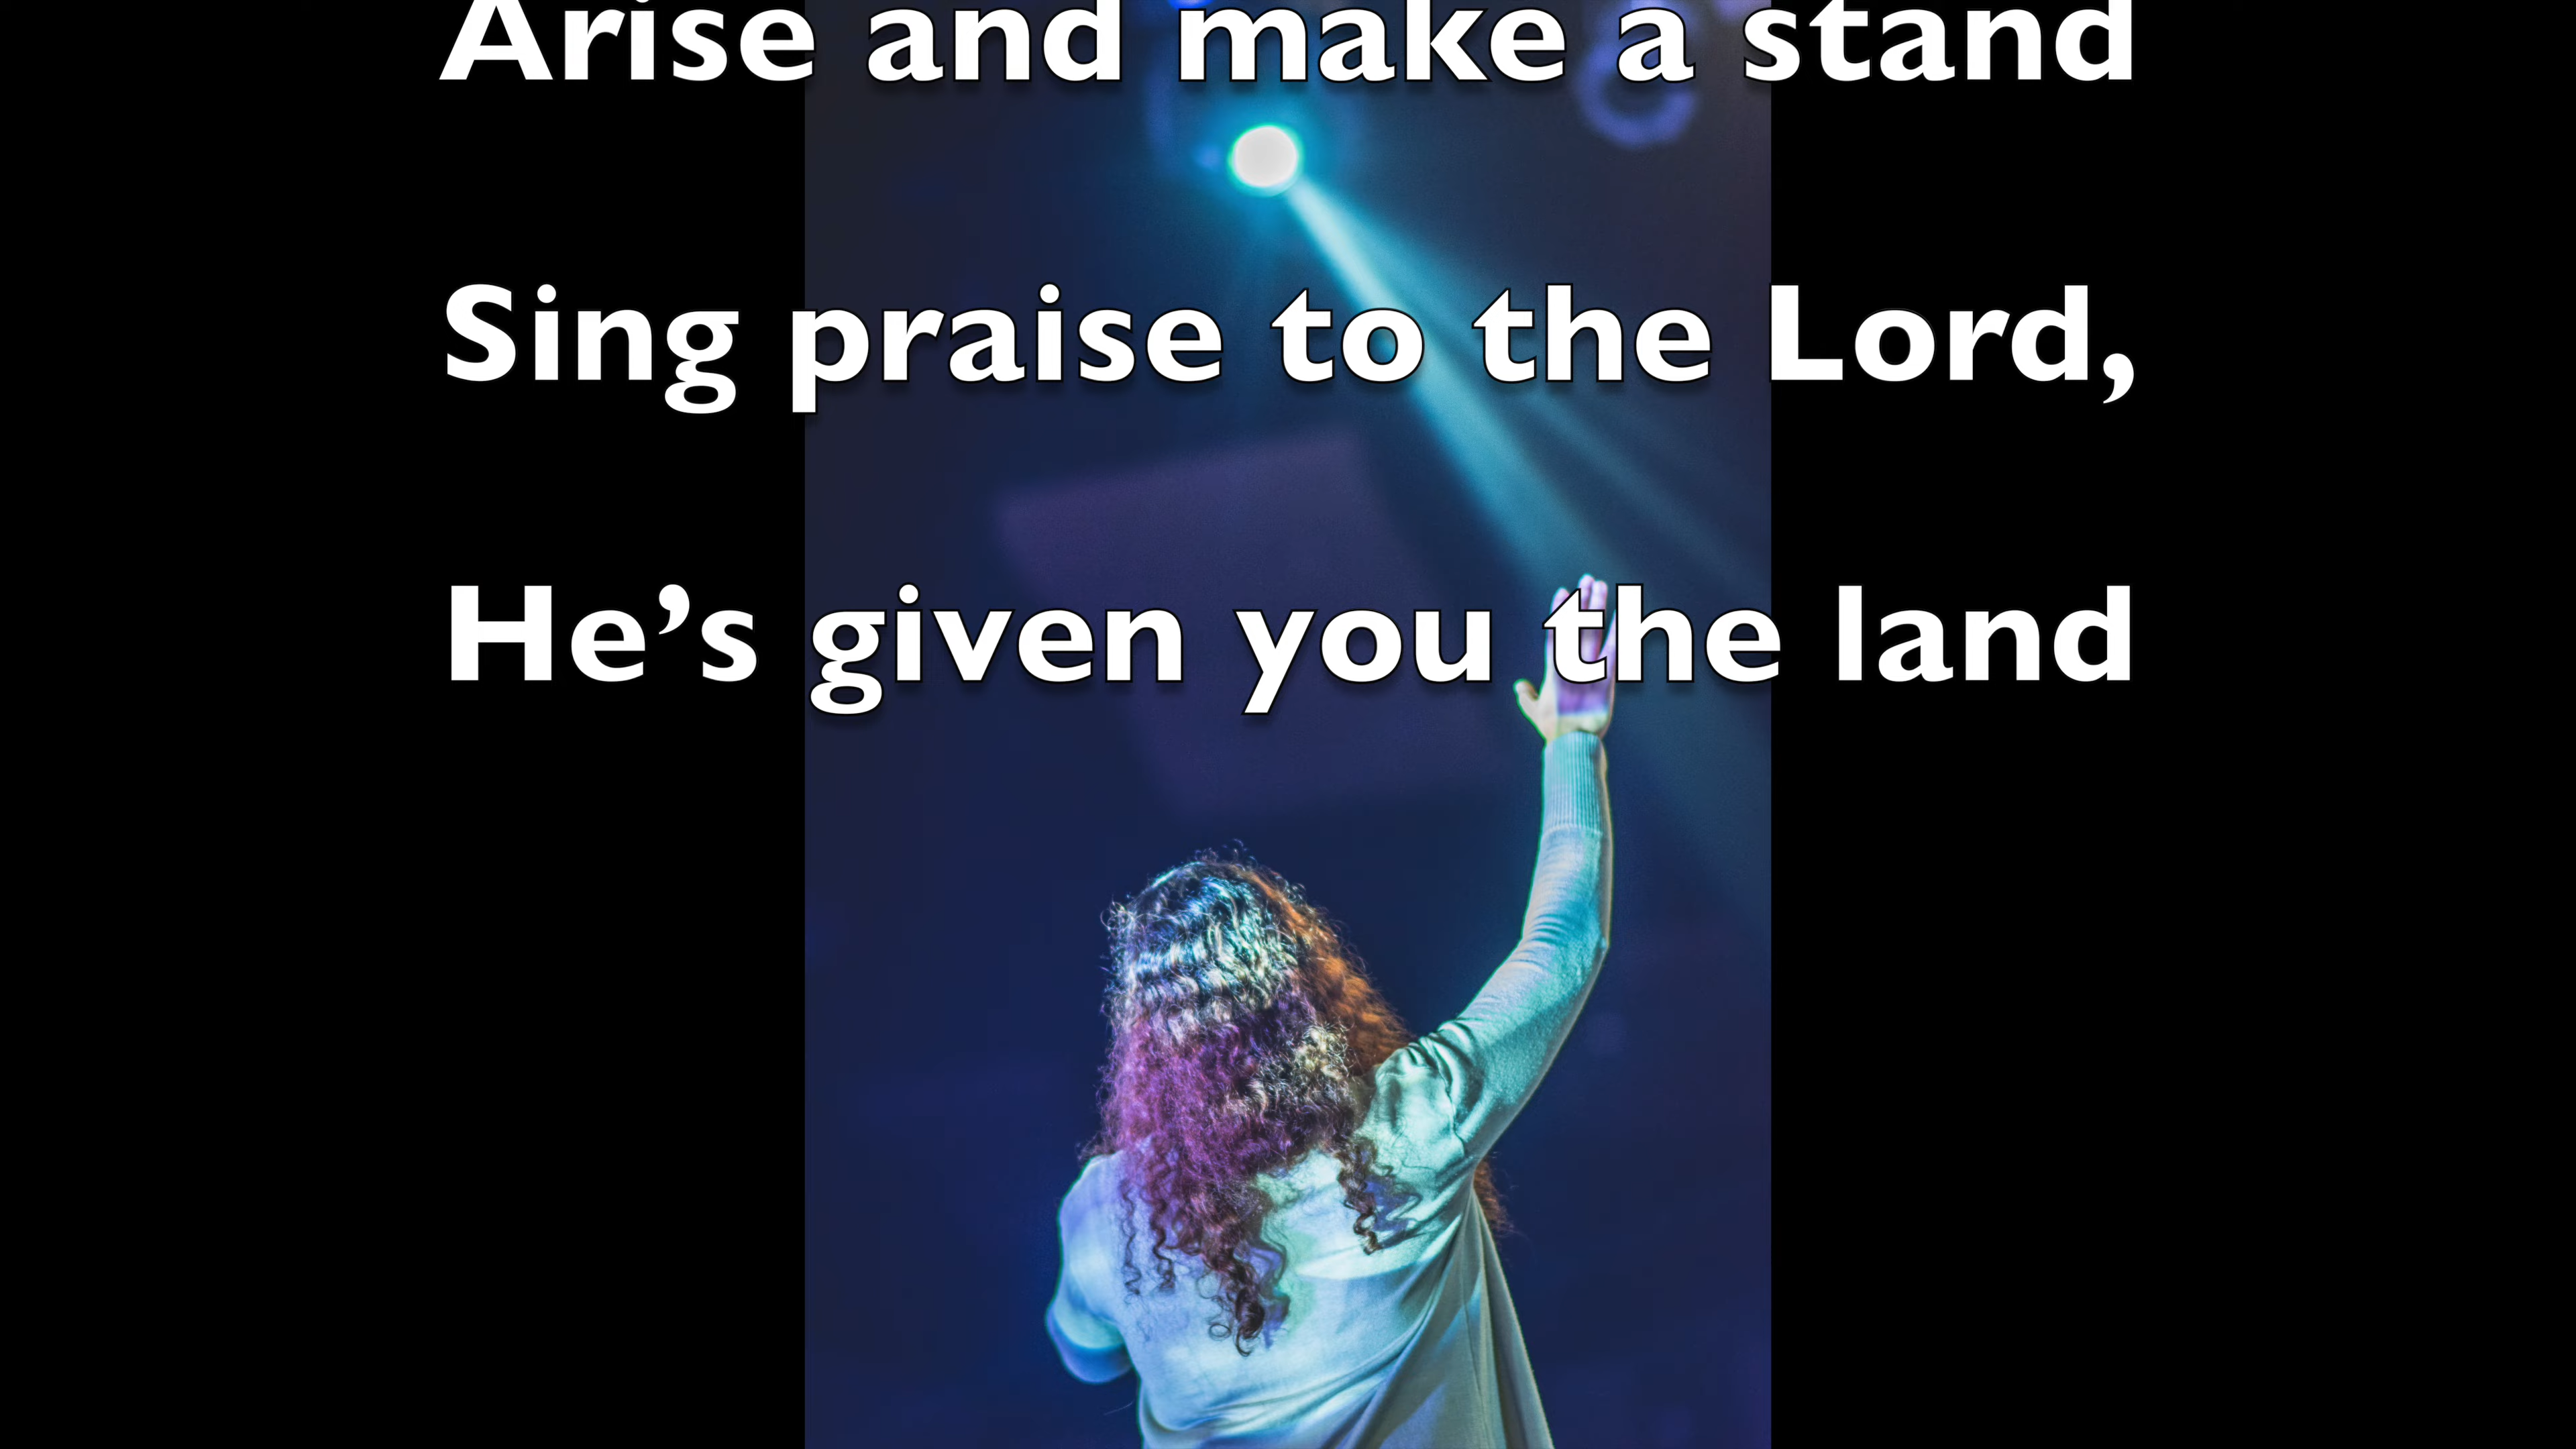 Arise and make a stand
Sing praise to the Lord,
He’s given you the land